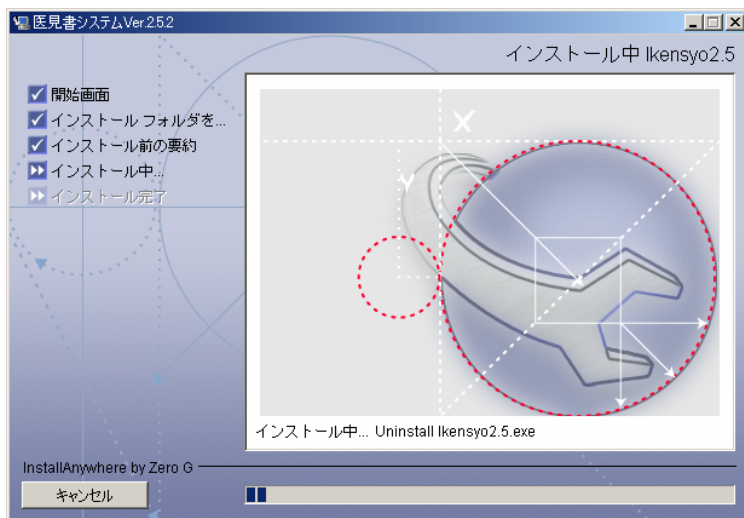 医見書システムVer.2.5.2
インストール中 Ikensyo2.5
開始画面
インストール フォルダを...
インストール前の要約
インストール中...
インストール完了
X
Y
インストール中... Uninstall Ikensyo2.5.exe
InstallAnywhere by Zero G
キャンセル